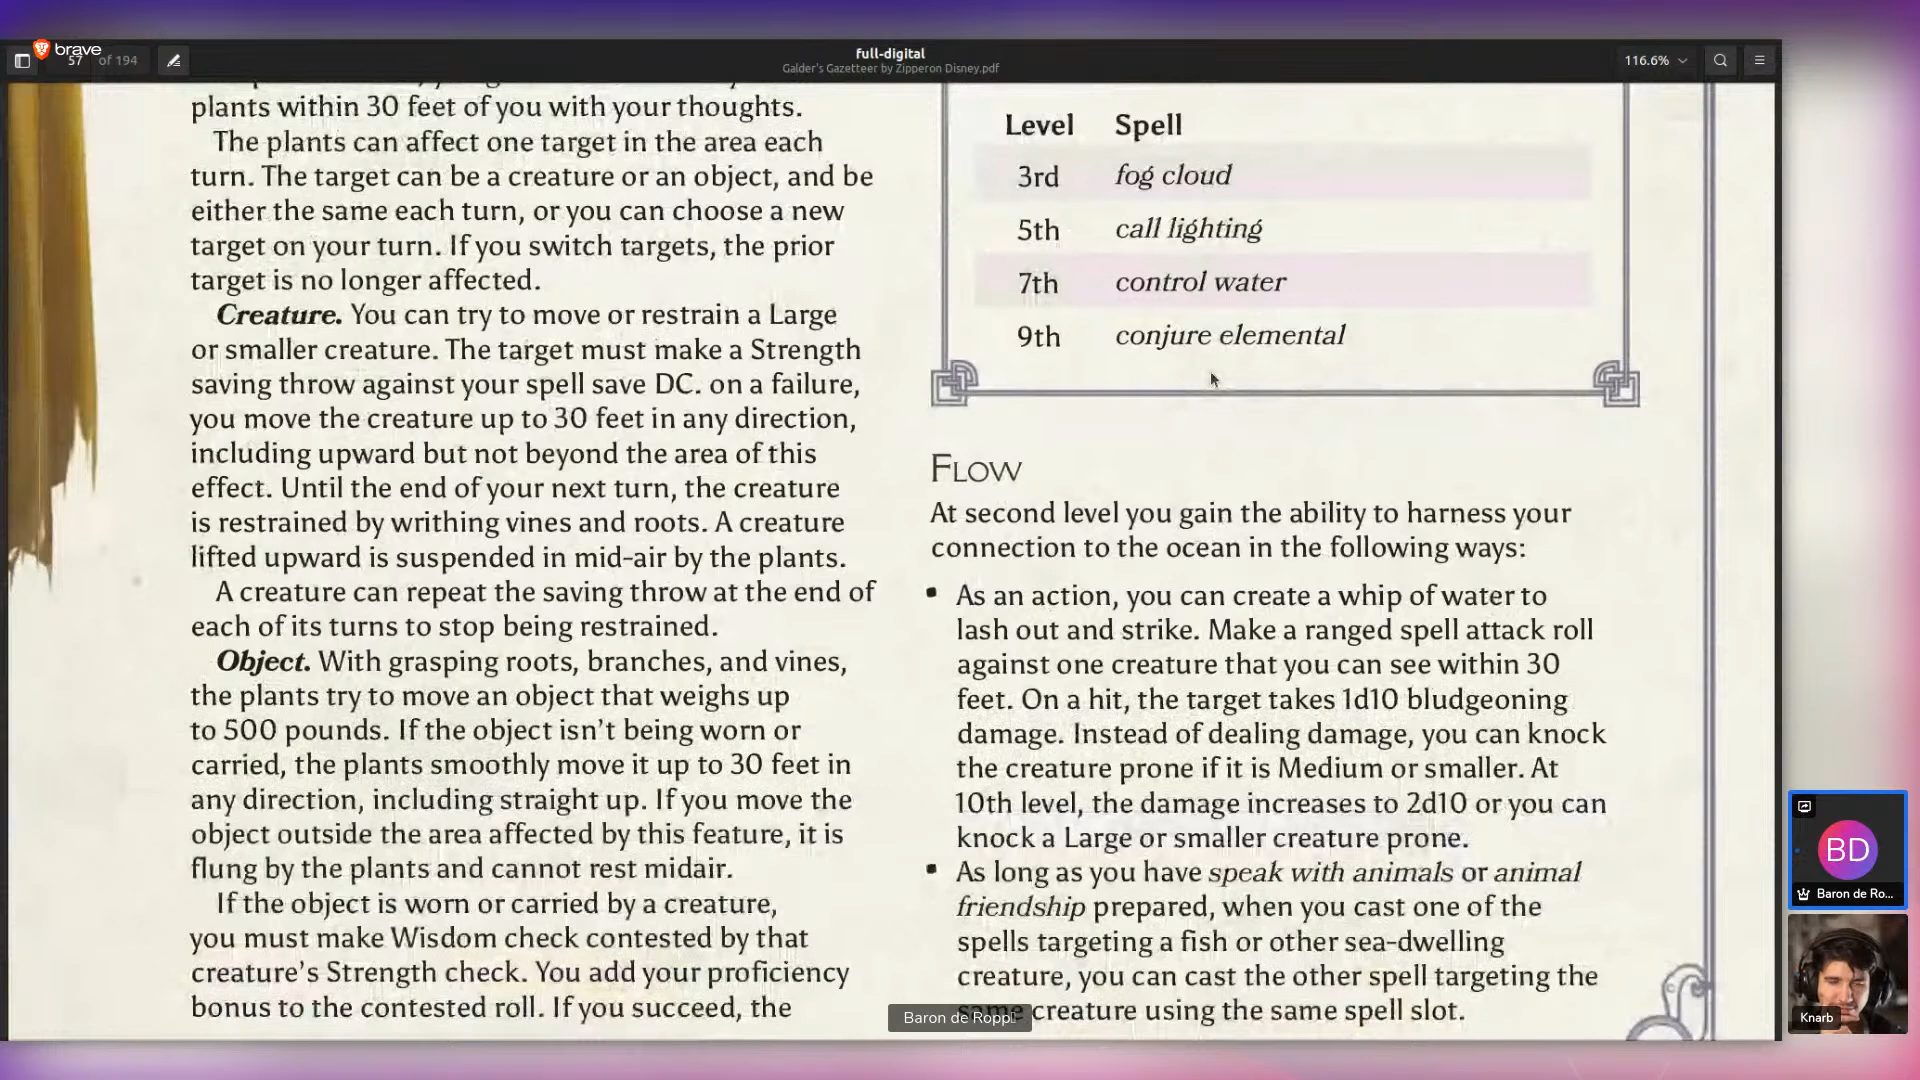 brave
57 of 194
full-digital
Galder's Gazetteer by Zipperon Disney.pdf
116.6%
plants within 30 feet of you with your thoughts.
The plants can affect one target in the area each
turn. The target can be a creature or an object, and be
either the same each turn, or you can choose a new
target on your turn. If you switch targets, the prior
target is no longer affected.
Creature. You can try to move or restrain a Large
or smaller creature. The target must make a Strength
saving throw against your spell save DC. on a failure,
you move the creature up to 30 feet in any direction,
including upward but not beyond the area of this
effect. Until the end of your next turn, the creature
is restrained by writhing vines and roots. A creature
lifted upward is suspended in mid-air by the plants.
A creature can repeat the saving throw at the end of
each of its turns to stop being restrained.
Object. With grasping roots, branches, and vines,
the plants try to move an object that weighs up
to 500 pounds. If the object isn't being worn or
carried, the plants smoothly move it up to 30 feet in
any direction, including straight up. If you move the
object outside the area affected by this feature, it is
flung by the plants and cannot rest midair.
If the object is worn or carried by a creature,
you must make Wisdom check contested by that
creature's Strength check. You add your proficiency
bonus to the contested roll. If you succeed, the
Level Spell
3rd fog cloud
5th call lighting
7th control water
9th conjure elemental
Flow
At second level you gain the ability to harness your
connection to the ocean in the following ways:
▪ As an action, you can create a whip of water to
lash out and strike. Make a ranged spell attack roll
against one creature that you can see within 30
feet. On a hit, the target takes 1d10 bludgeoning
damage. Instead of dealing damage, you can knock
the creature prone if it is Medium or smaller. At
10th level, the damage increases to 2d10 or you can
knock a Large or smaller creature prone.
▪ As long as you have speak with animals or animal
friendship prepared, when you cast one of the
spells targeting a fish or other sea-dwelling
creature, you can cast the other spell targeting the
same creature using the same spell slot.
Baron de Roppi
BD
Baron de Ro...
Knarb